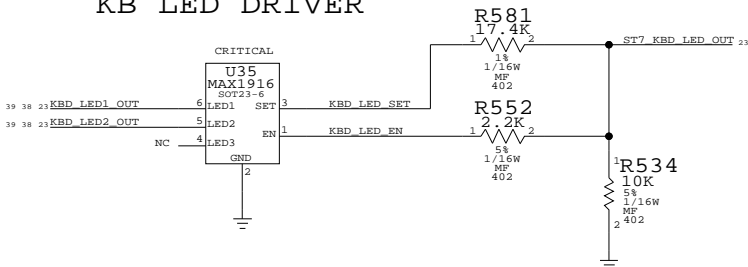 KB LED DRIVER
R581
17.4K
1 2
1%
1/16W
MF
402
ST7_KBD_LED_OUT 23
CRITICAL
U35
MAX1916
SOT23-6
39 38 23 KBD_LED1_OUT 6 LED1 SET 3 KBD_LED_SET
39 38 23 KBD_LED2_OUT 5 LED2
NC 4 LED3
EN 1 KBD_LED_EN
GND
2
R552
2.2K
1 2
5%
1/16W
MF
402
1
R534
10K
5%
1/16W
MF
402
2